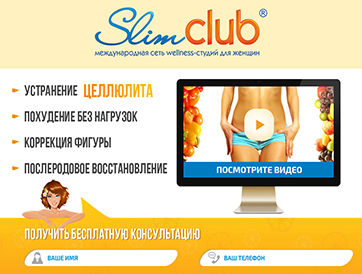 Slim club®
международная сеть wellness-студий для женщин
УСТРАНЕНИЕ ЦЕЛЛЮЛИТА
ПОХУДЕНИЕ БЕЗ НАГРУЗОК
КОРРЕКЦИЯ ФИГУРЫ
ПОСЛЕРОДОВОЕ ВОССТАНОВЛЕНИЕ
ПОСМОТРИТЕ ВИДЕО
ПОЛУЧИТЬ БЕСПЛАТНУЮ КОНСУЛЬТАЦИЮ
ВАШЕ ИМЯ
ВАШ ТЕЛЕФОН